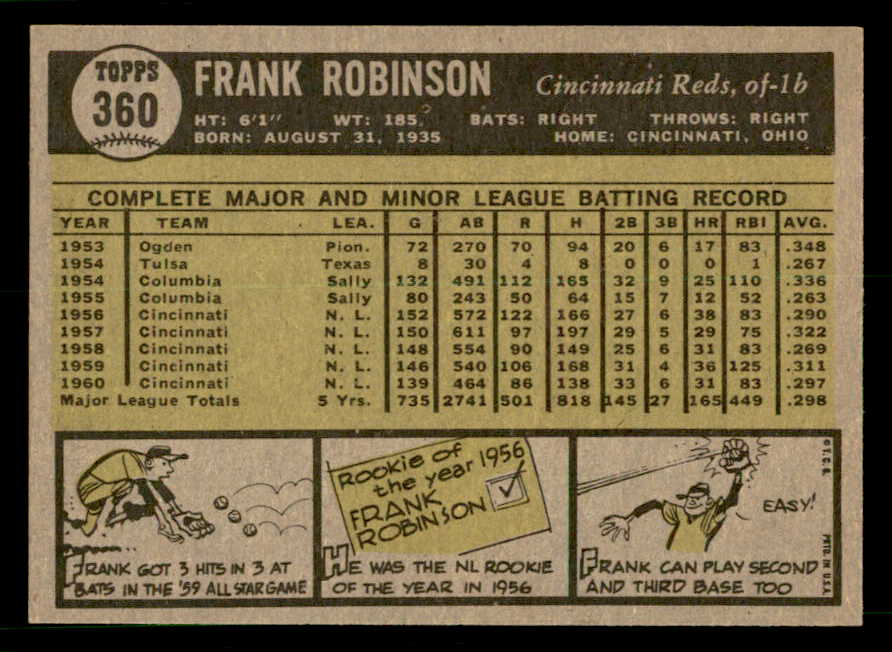 TOPPS
360
FRANK ROBINSON Cincinnati Reds, of-1b
HT: 6'1" WT: 185 BATS: RIGHT THROWS: RIGHT
BORN: AUGUST 31, 1935 HOME: CINCINNATI, OHIO
COMPLETE MAJOR AND MINOR LEAGUE BATTING RECORD
YEAR TEAM LEA. G AB R H 2B 3B HR RBI AVG.
1953 Ogden Pion. 72 270 70 94 20 6 17 83 .348
1954 Tulsa Texas 8 30 4 8 0 0 0 1 .267
1954 Columbia Sally 132 491 112 165 32 9 25 110 .336
1955 Columbia Sally 80 243 50 64 15 7 12 52 .263
1956 Cincinnati N. L. 152 572 122 166 27 6 38 83 .290
1957 Cincinnati N. L. 150 611 97 197 29 5 29 75 .322
1958 Cincinnati N. L. 148 554 90 149 25 6 31 83 .269
1959 Cincinnati N. L. 146 540 106 168 31 4 36 125 .311
1960 Cincinnati N. L. 139 464 86 138 33 6 31 83 .297
Major League Totals 5 Yrs. 735 2741 501 818 145 27 165 449 .298
FRANK GOT 3 HITS IN 3 AT
BATS IN THE '59 ALL STAR GAME
Rookie of
the year 1956
FRANK
ROBINSON
HE WAS THE NL ROOKIE
OF THE YEAR IN 1956
EASY!
FRANK CAN PLAY SECOND
AND THIRD BASE TOO
© T.C.G. PRTD. IN U.S.A.